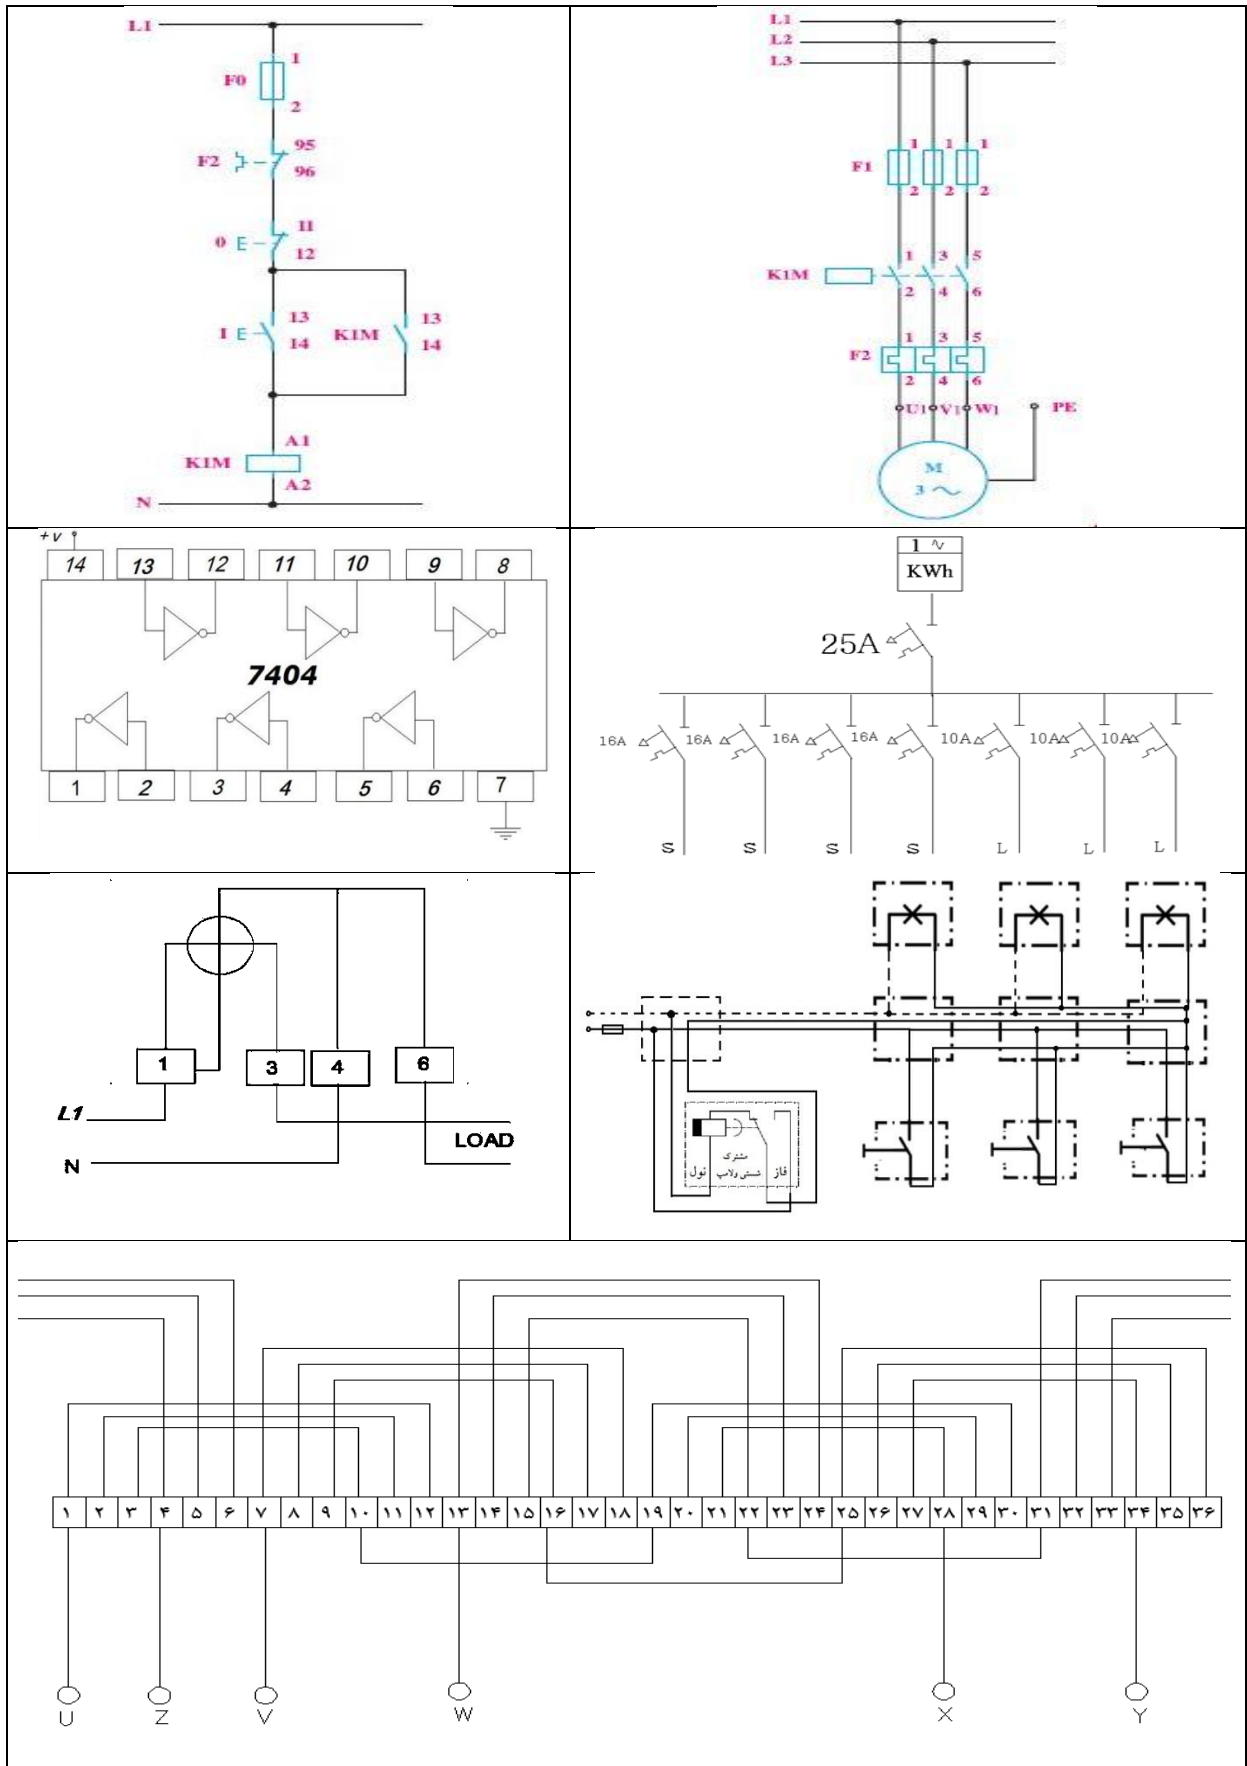 L1
F0 1
2
F2 95
96
0 E 11
12
I E 13
14
K1M 13
14
K1M A1
A2
N
L1
L2
L3
F1 1 1 1
2 2 2
K1M 1 3 5
2 4 6
F2 1 3 5
2 4 6
U1 V1 W1 PE
M
3 ~
+v
14 13 12 11 10 9 8
7404
1 2 3 4 5 6 7
1 ∿
KWh
25A
16A 16A 16A 16A 10A 10A 10A
S S S S L L L
1 3 4 6
L1
LOAD
N
مشترک
فاز شستی ولامپ نول
۱ ۲ ۳ ۴ ۵ ۶ ۷ ۸ ۹ ۱۰ ۱۱ ۱۲ ۱۳ ۱۴ ۱۵ ۱۶ ۱۷ ۱۸ ۱۹ ۲۰ ۲۱ ۲۲ ۲۳ ۲۴ ۲۵ ۲۶ ۲۷ ۲۸ ۲۹ ۳۰ ۳۱ ۳۲ ۳۳ ۳۴ ۳۵ ۳۶
U Z V W X Y